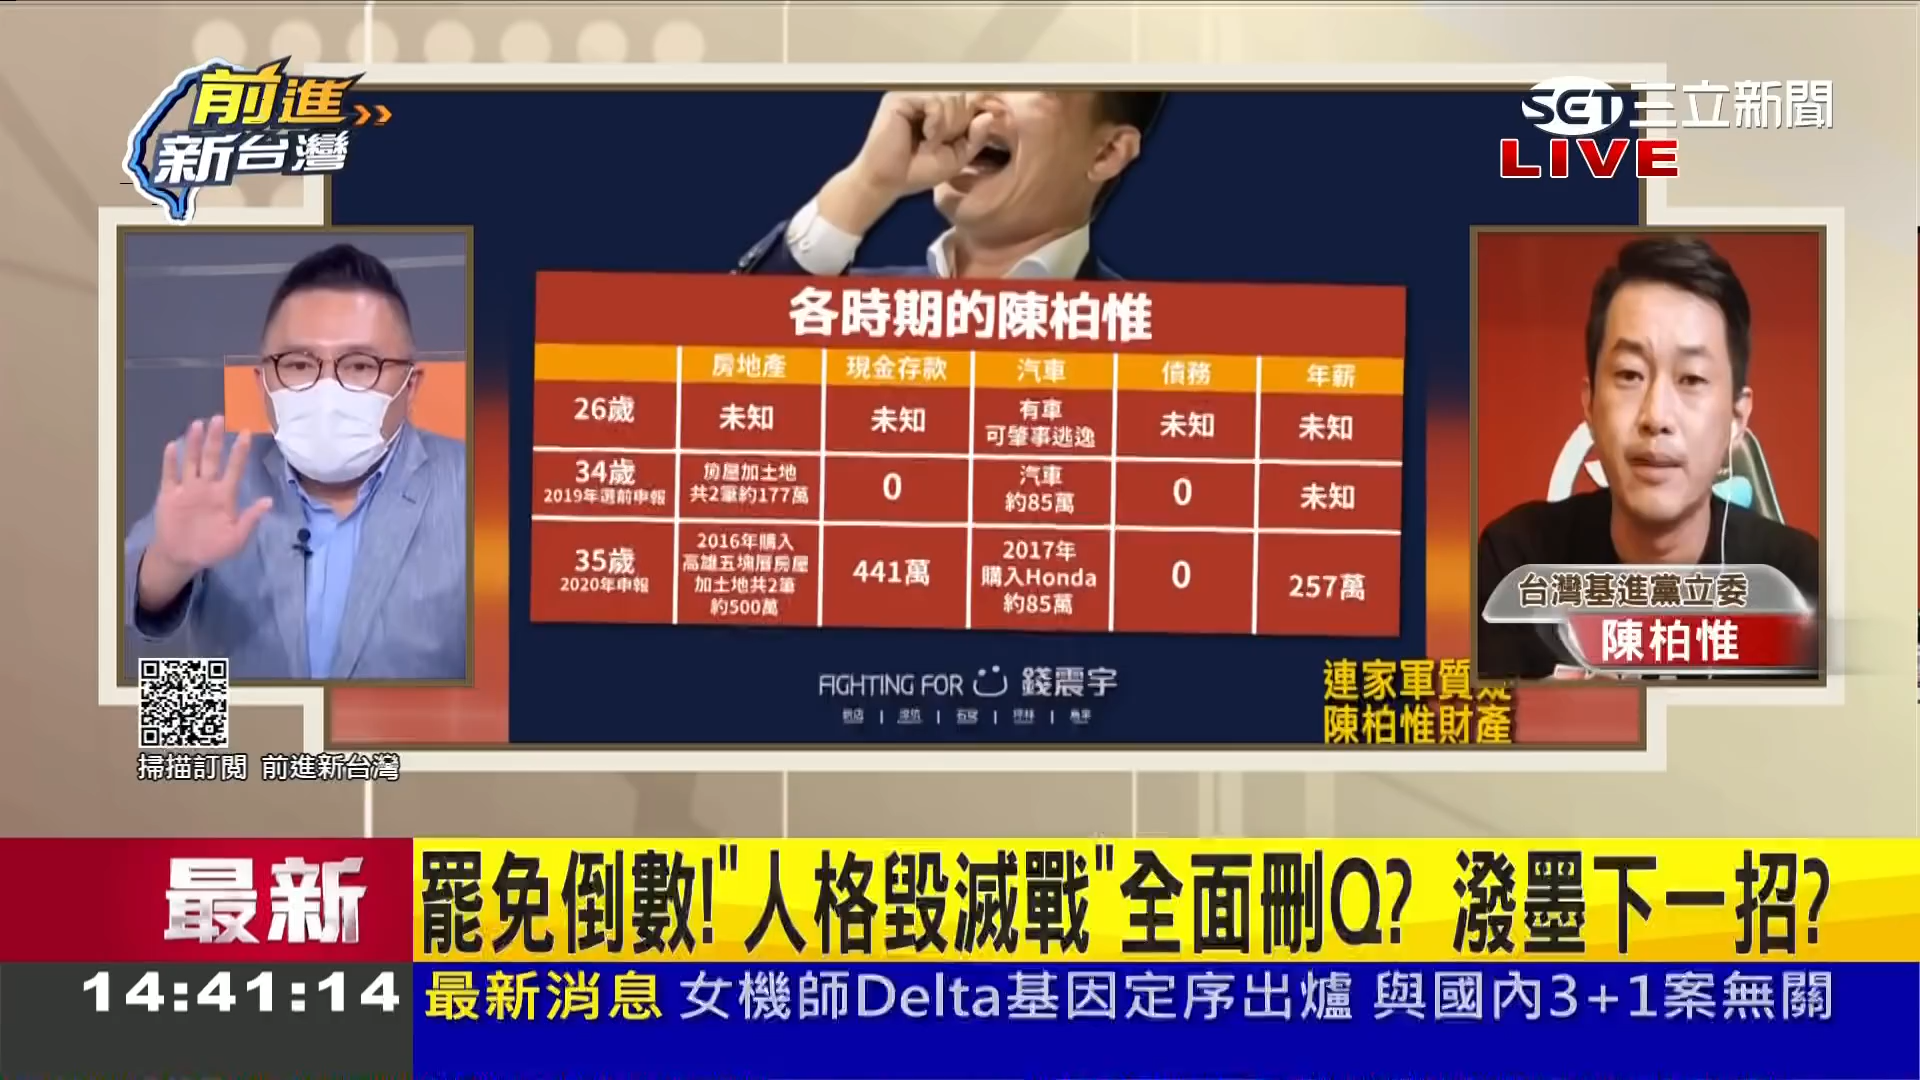 前進
新台灣
SET三立新聞
LIVE
各時期的陳柏惟
房地產 現金存款 汽車 債務 年薪
26歲 未知 未知 有車 可肇事逃逸 未知 未知
34歲 2019年選前申報 房屋加土地 共2筆約177萬 0 汽車 約85萬 0 未知
35歲 2020年申報 2016年購入 高雄五塊厝房屋 加土地共2筆 約500萬 441萬 2017年 購入Honda 約85萬 0 257萬
FIGHTING FOR 錢震宇
連家軍質疑
陳柏惟財產
台灣基進黨立委
陳柏惟
掃描訂閱 前進新台灣
最新
罷免倒數!"人格毀滅戰"全面刪Q? 潑墨下一招?
14:41:14
最新消息 女機師Delta基因定序出爐 與國內3+1案無關